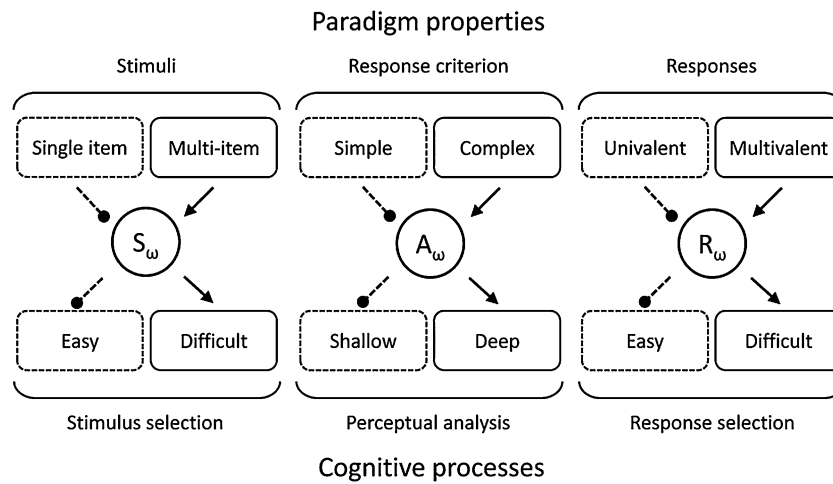 Paradigm properties
Stimuli Response criterion Responses
Single item Multi-item Simple Complex Univalent Multivalent
Sω Aω Rω
Easy Difficult Shallow Deep Easy Difficult
Stimulus selection Perceptual analysis Response selection
Cognitive processes